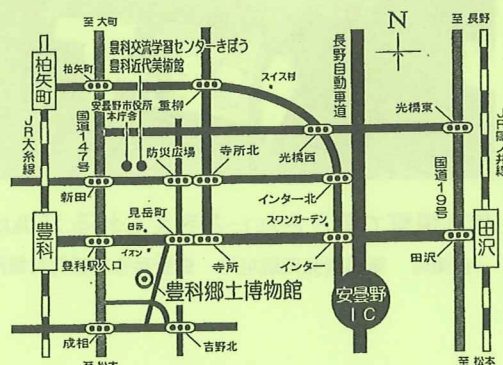 至 大町
至 長野
N
豊科交流学習センターきぼう
豊科近代美術館
柏矢町
柏矢町
安曇野市役所
本庁舎
重柳
スイス村
長野自動車道
光橋東
光橋西
JR大糸線
国道147号
防災広場
寺所北
国道19号
新田
インター北
豊科
見岳町
日赤
イオン
スワンガーデン
田沢
豊科駅入口
寺所
インター
田沢
豊科郷土博物館
安曇野
IC
成相
吉野北
至 松本
至 松本